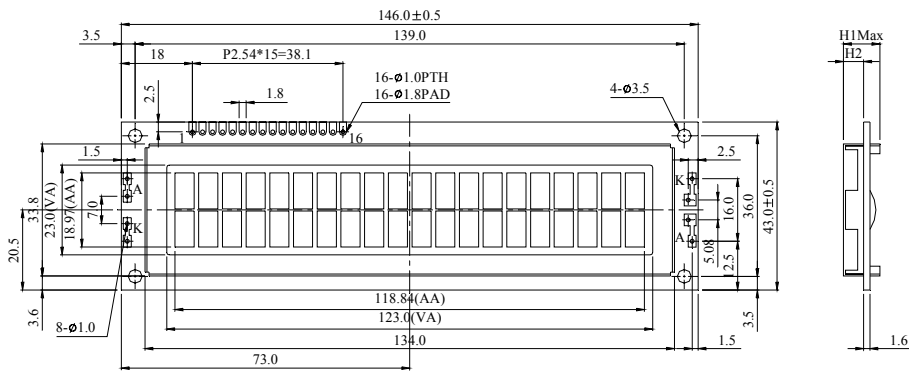 146.0±0.5
3.5
139.0
H1Max
H2
18
P2.54*15=38.1
16-ø1.0PTH
16-ø1.8PAD
4-ø3.5
2.5
1.8
1
16
1.5
2.5
A
K
K
A
20.5
33.8
23.0(VA)
18.97(AA)
7.0
5.08
16.0
12.5
36.0
43.0±0.5
3.6
8-ø1.0
118.84(AA)
123.0(VA)
134.0
73.0
1.5
3.5
1.6